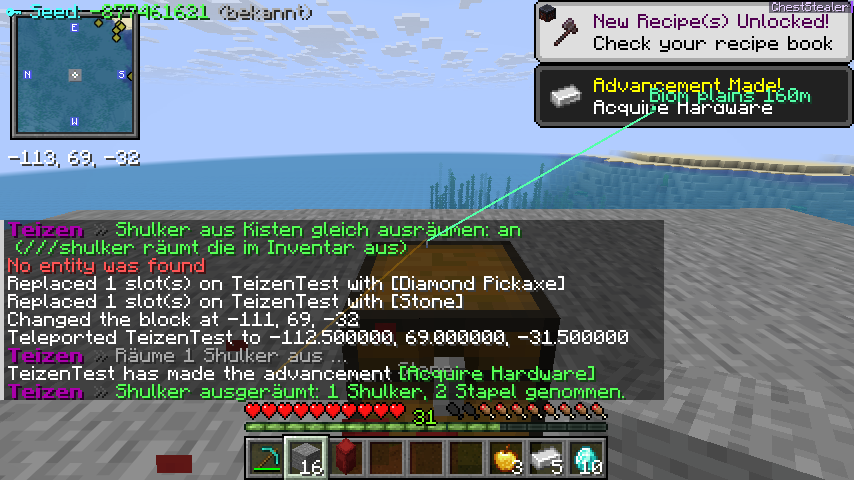 Seed: -877461621 (bekannt)
ChestStealer
New Recipe(s) Unlocked!
Check your recipe book
Advancement Made!
Biom plains 160m
Acquire Hardware
E
N
S
W
-113, 69, -32
Teizen » Shulker aus Kisten gleich ausräumen: an
(///shulker räumt die im Inventar aus)
No entity was found
Replaced 1 slot(s) on TeizenTest with [Diamond Pickaxe]
Replaced 1 slot(s) on TeizenTest with [Stone]
Changed the block at -111, 69, -32
Teleported TeizenTest to -112.500000, 69.000000, -31.500000
Teizen » Räume 1 Shulker aus ...
TeizenTest has made the advancement [Acquire Hardware]
Teizen » Shulker ausgeräumt: 1 Shulker, 2 Stapel genommen.
31
16
3
5
10